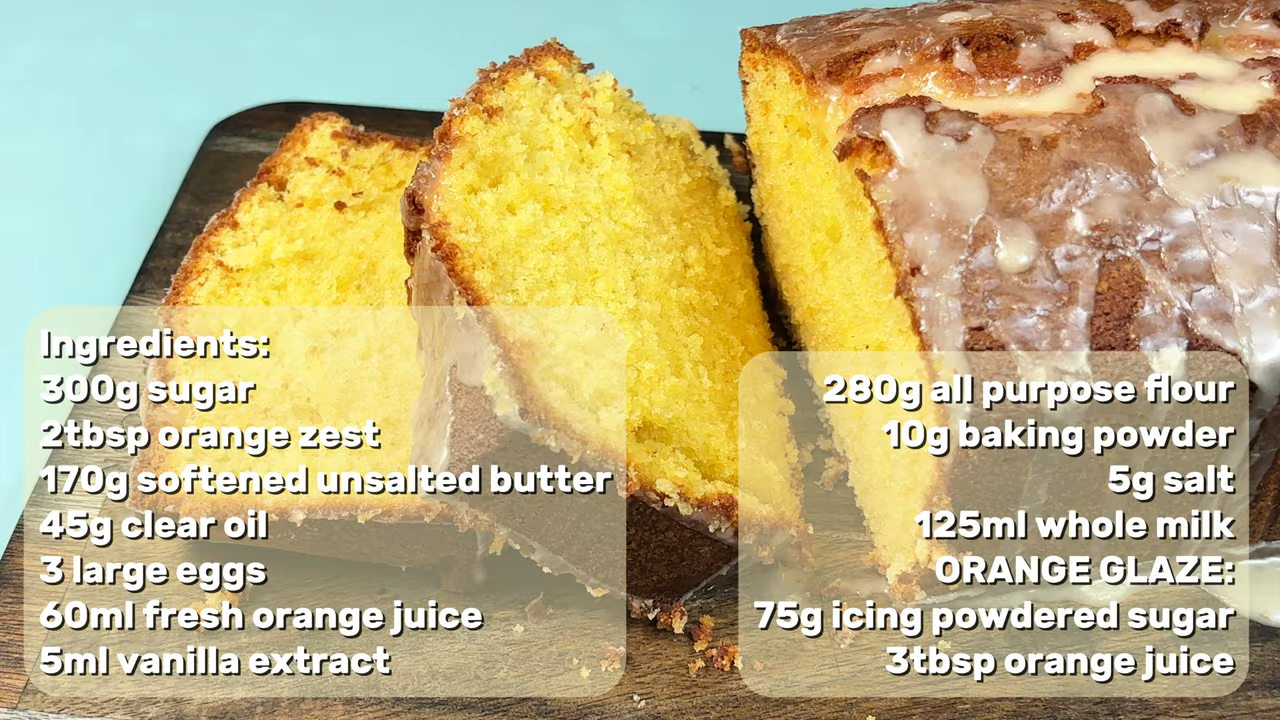 Ingredients:
300g sugar
2tbsp orange zest
170g softened unsalted butter
45g clear oil
3 large eggs
60ml fresh orange juice
5ml vanilla extract
280g all purpose flour
10g baking powder
5g salt
125ml whole milk
ORANGE GLAZE:
75g icing powdered sugar
3tbsp orange juice